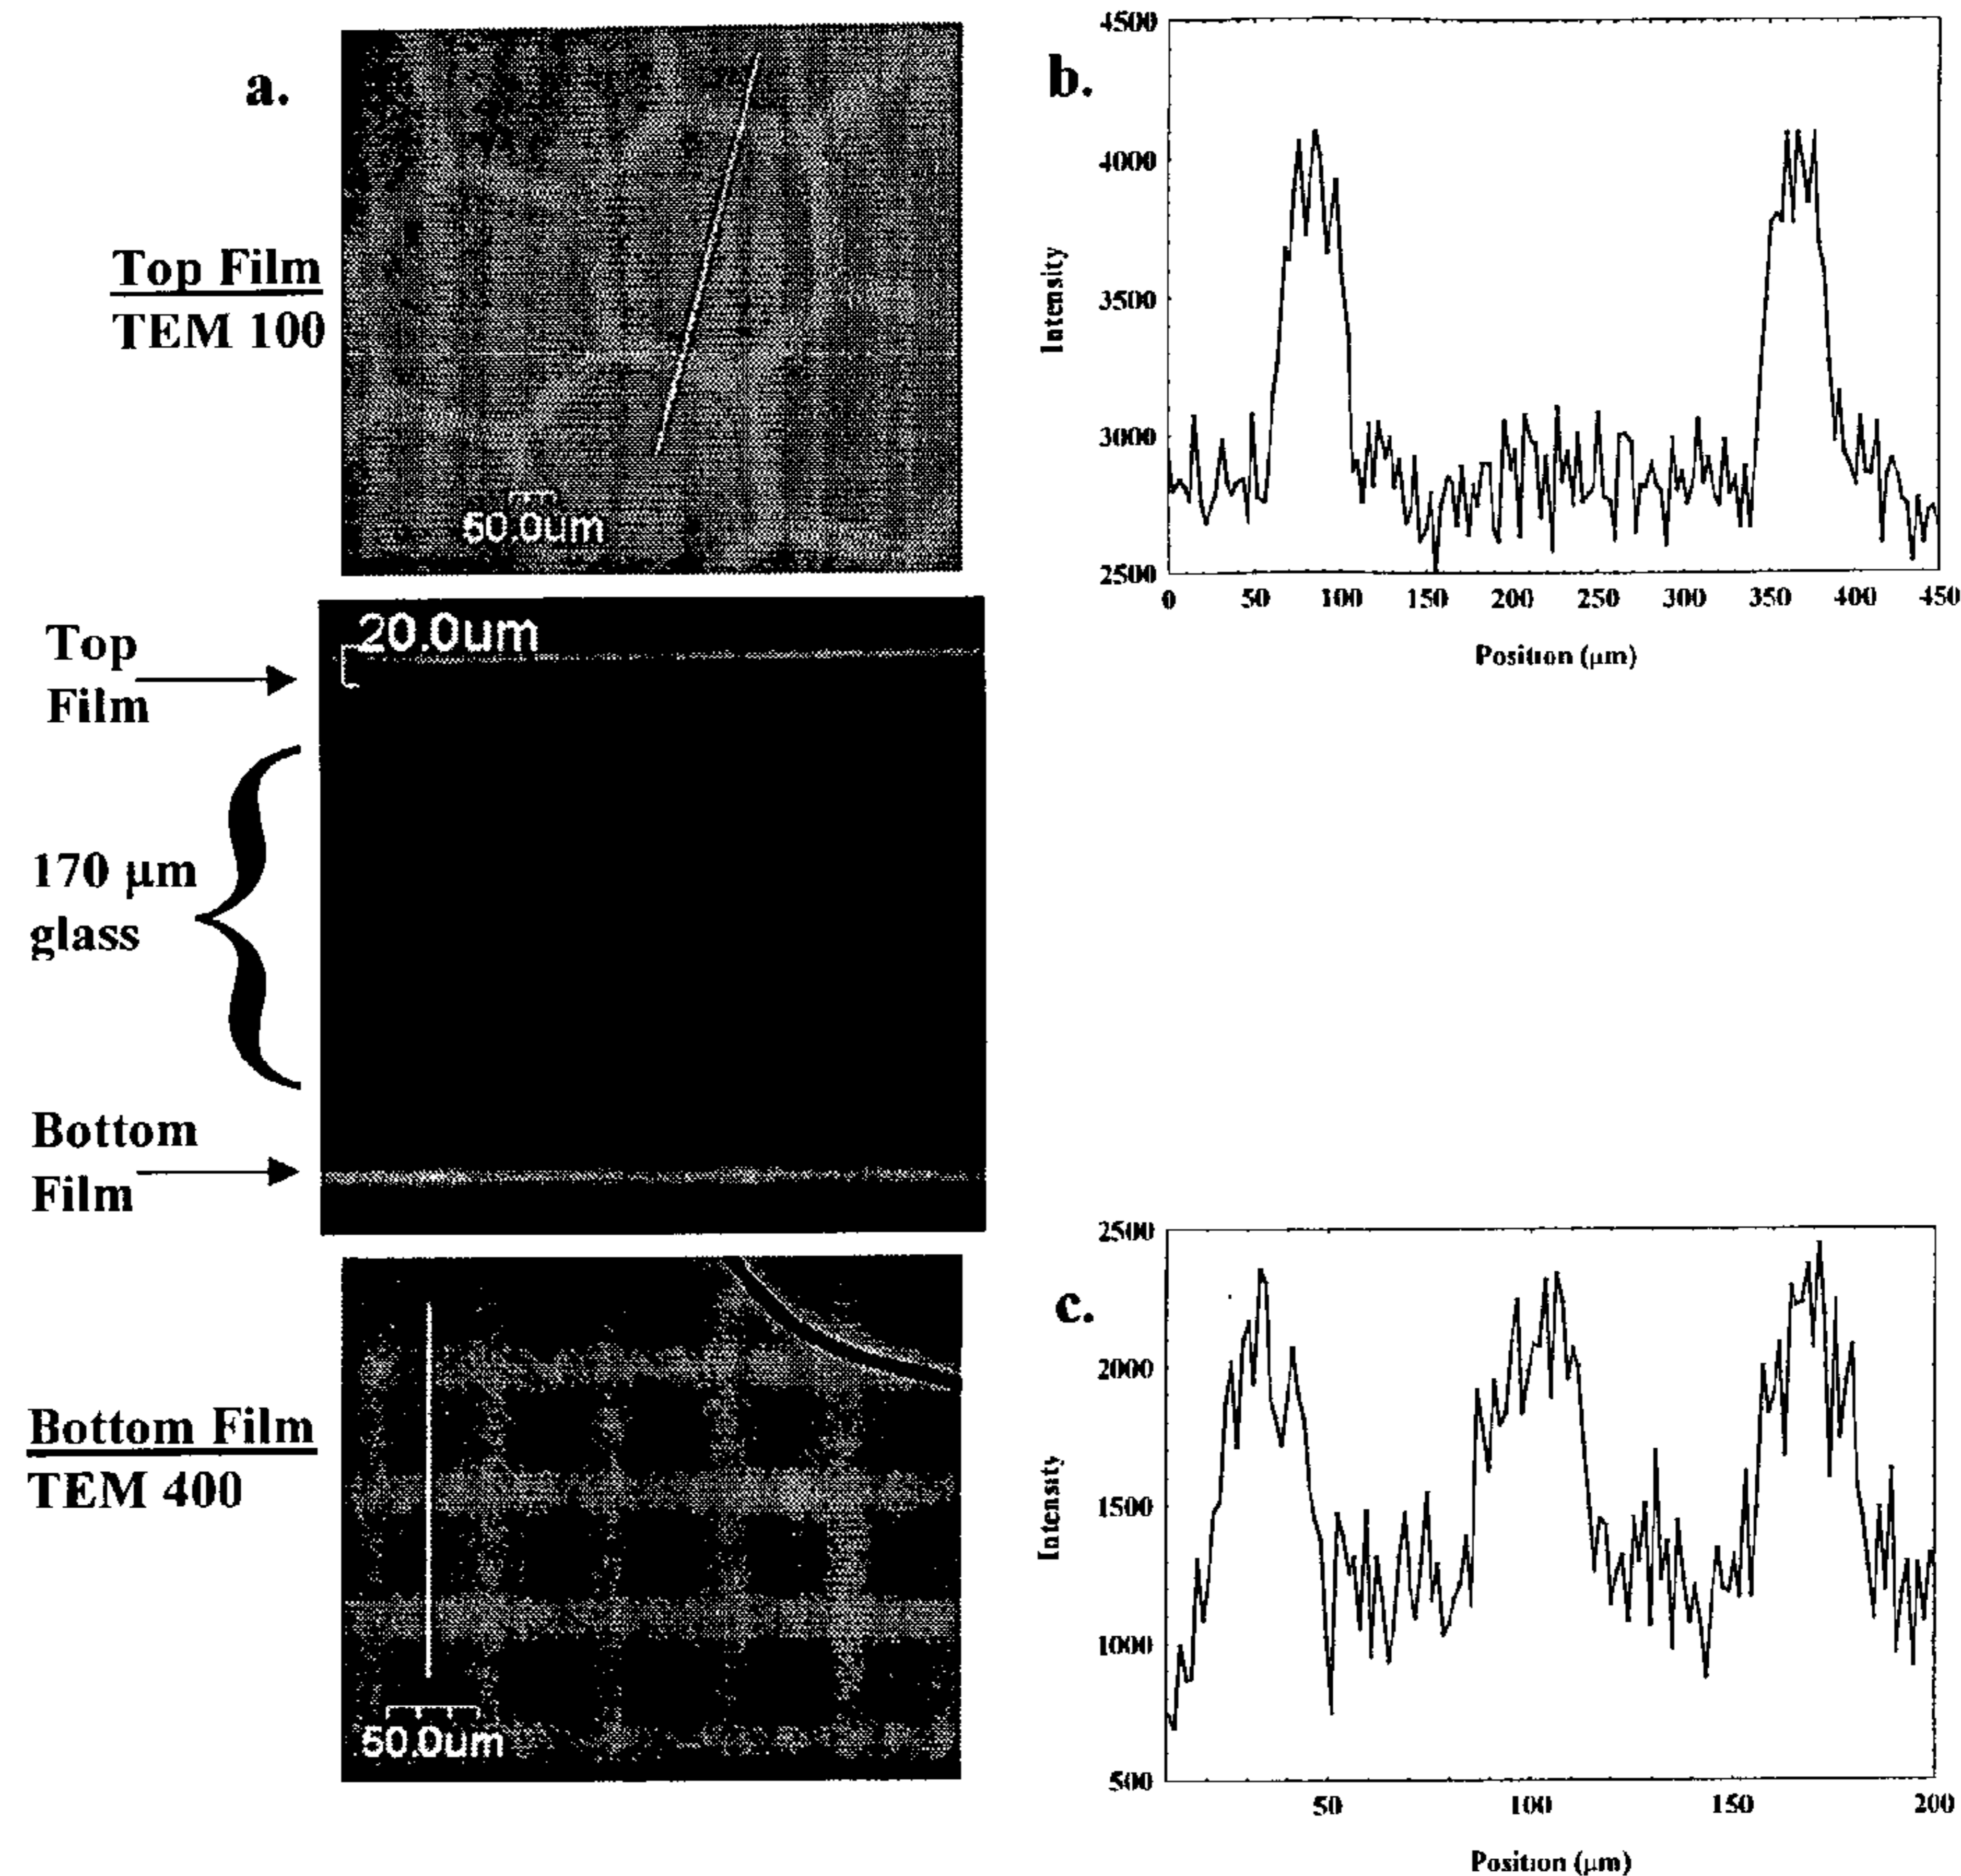 a.
Top Film
TEM 100
50.0um
Top
Film
20.0um
170 μm
glass
Bottom
Film
Bottom Film
TEM 400
50.0um
b.
4500
4000
3500
3000
2500
Intensity
0 50 100 150 200 250 300 350 400 450
Position (μm)
c.
2500
2000
1500
1000
500
Intensity
50 100 150 200
Position (μm)